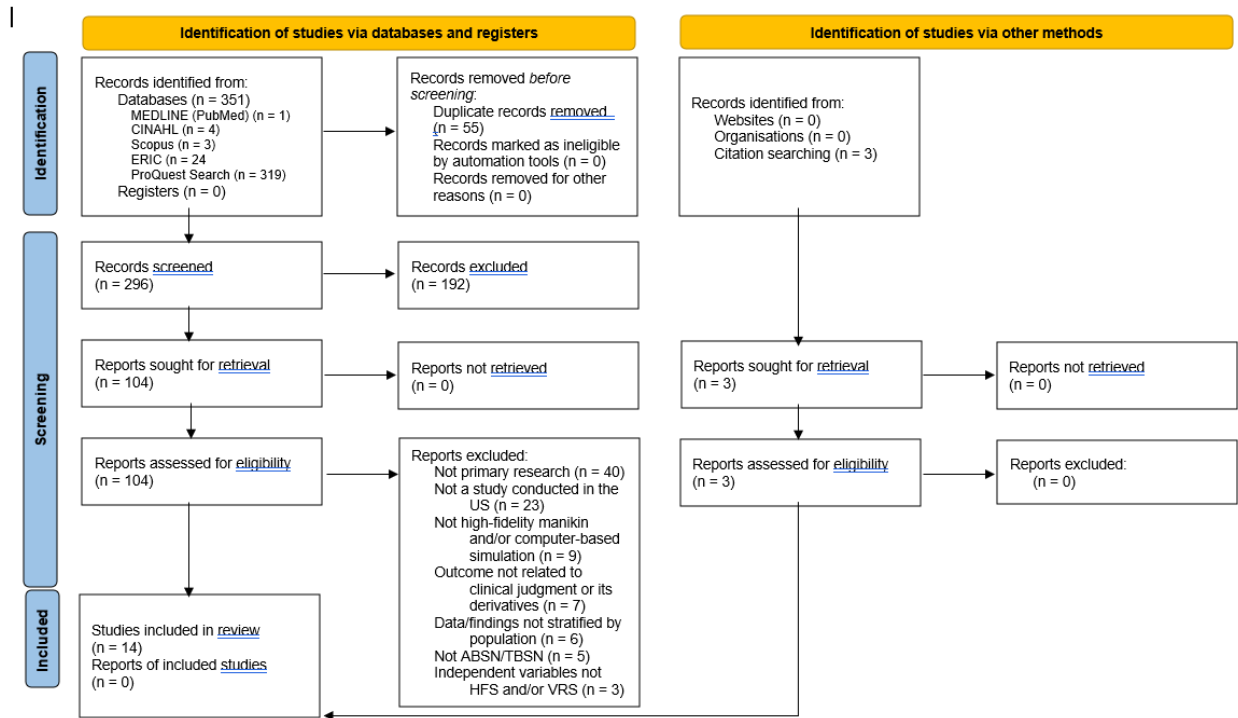 Identification of studies via databases and registers
Identification of studies via other methods
Identification
Records identified from:
Databases (n = 351)
MEDLINE (PubMed) (n = 1)
CINAHL (n = 4)
Scopus (n = 3)
ERIC (n = 24
ProQuest Search (n = 319)
Registers (n = 0)
Records removed before
screening:
Duplicate records removed
(n = 55)
Records marked as ineligible
by automation tools (n = 0)
Records removed for other
reasons (n = 0)
Records identified from:
Websites (n = 0)
Organisations (n = 0)
Citation searching (n = 3)
Screening
Records screened
(n = 296)
Records excluded
(n = 192)
Reports sought for retrieval
(n = 104)
Reports not retrieved
(n = 0)
Reports sought for retrieval
(n = 3)
Reports not retrieved
(n = 0)
Reports assessed for eligibility
(n = 104)
Reports excluded:
Not primary research (n = 40)
Not a study conducted in the
US (n = 23)
Not high-fidelity manikin
and/or computer-based
simulation (n = 9)
Outcome not related to
clinical judgment or its
derivatives (n = 7)
Data/findings not stratified by
population (n = 6)
Not ABSN/TBSN (n = 5)
Independent variables not
HFS and/or VRS (n = 3)
Reports assessed for eligibility
(n = 3)
Reports excluded:
(n = 0)
Included
Studies included in review
(n = 14)
Reports of included studies
(n = 0)